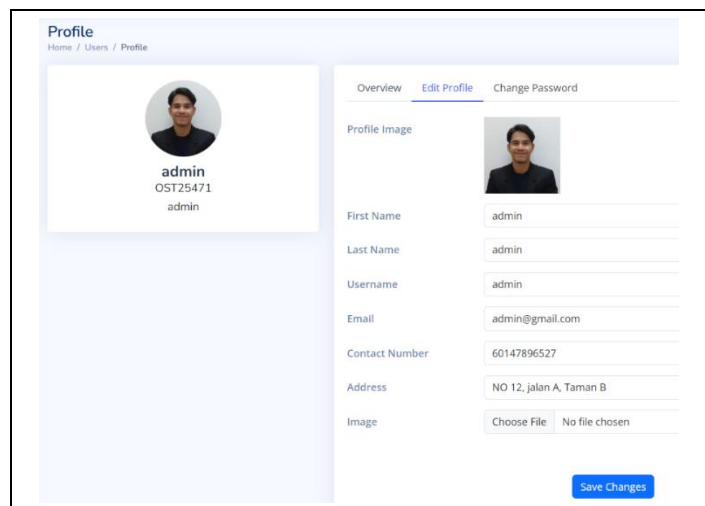 Profile
Home / Users / Profile
admin
OST25471
admin
Overview Edit Profile Change Password
Profile Image
First Name admin
Last Name admin
Username admin
Email admin@gmail.com
Contact Number 60147896527
Address NO 12, jalan A, Taman B
Image Choose File No file chosen
Save Changes